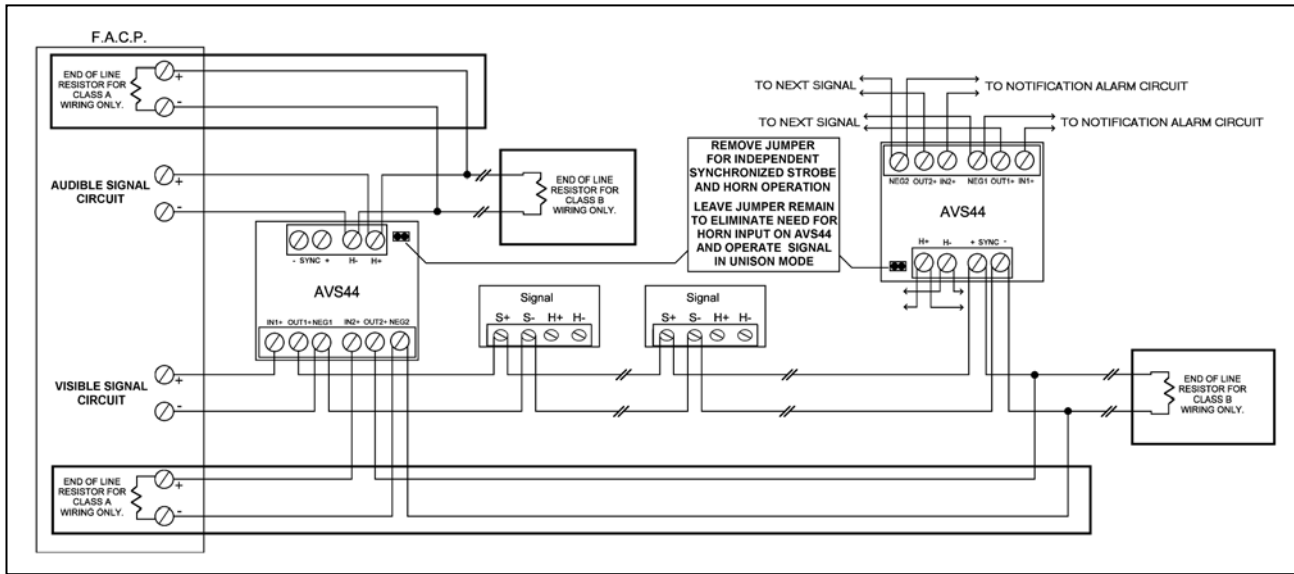 F.A.C.P.
END OF LINE
RESISTOR FOR
CLASS A
WIRING ONLY.
+
-
AUDIBLE SIGNAL
CIRCUIT
+
-
END OF LINE
RESISTOR FOR
CLASS B
WIRING ONLY.
- SYNC + H- H+
AVS44
IN1+ OUT1+ NEG1 IN2+ OUT2+ NEG2
VISIBLE SIGNAL
CIRCUIT
+
-
END OF LINE
RESISTOR FOR
CLASS A
WIRING ONLY.
+
-
REMOVE JUMPER
FOR INDEPENDENT
SYNCHRONIZED STROBE
AND HORN OPERATION
LEAVE JUMPER REMAIN
TO ELIMINATE NEED FOR
HORN INPUT ON AVS44
AND OPERATE SIGNAL
IN UNISON MODE
Signal
S+ S- H+ H-
Signal
S+ S- H+ H-
TO NEXT SIGNAL
TO NOTIFICATION ALARM CIRCUIT
TO NEXT SIGNAL
TO NOTIFICATION ALARM CIRCUIT
NEG2 OUT2+ IN2+ NEG1 OUT1+ IN1+
AVS44
H+ H- + SYNC -
END OF LINE
RESISTOR FOR
CLASS B
WIRING ONLY.